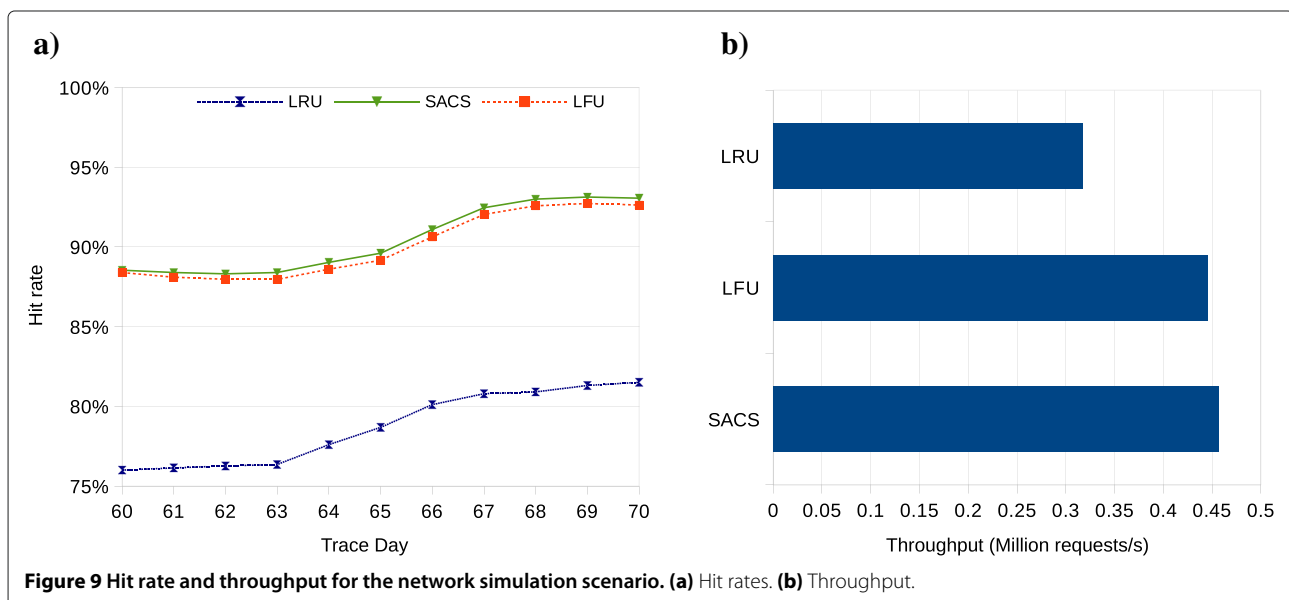 a)
b)
LRU SACS LFU
100%
95%
90%
85%
80%
75%
Hit rate
60 61 62 63 64 65 66 67 68 69 70
Trace Day
LRU
LFU
SACS
0 0.05 0.1 0.15 0.2 0.25 0.3 0.35 0.4 0.45 0.5
Throughput (Million requests/s)
Figure 9 Hit rate and throughput for the network simulation scenario. (a) Hit rates. (b) Throughput.